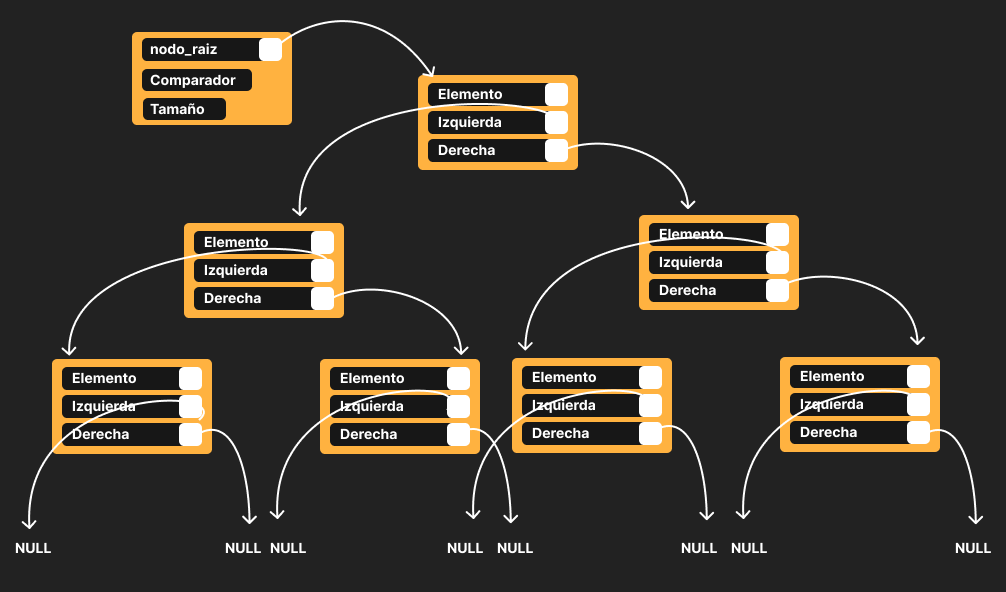 nodo_raiz
Comparador
Tamaño
Elemento
Izquierda
Derecha
Elemento
Izquierda
Derecha
Elemento
Izquierda
Derecha
Elemento
Izquierda
Derecha
Elemento
Izquierda
Derecha
Elemento
Izquierda
Derecha
Elemento
Izquierda
Derecha
NULL
NULL
NULL
NULL
NULL
NULL
NULL
NULL